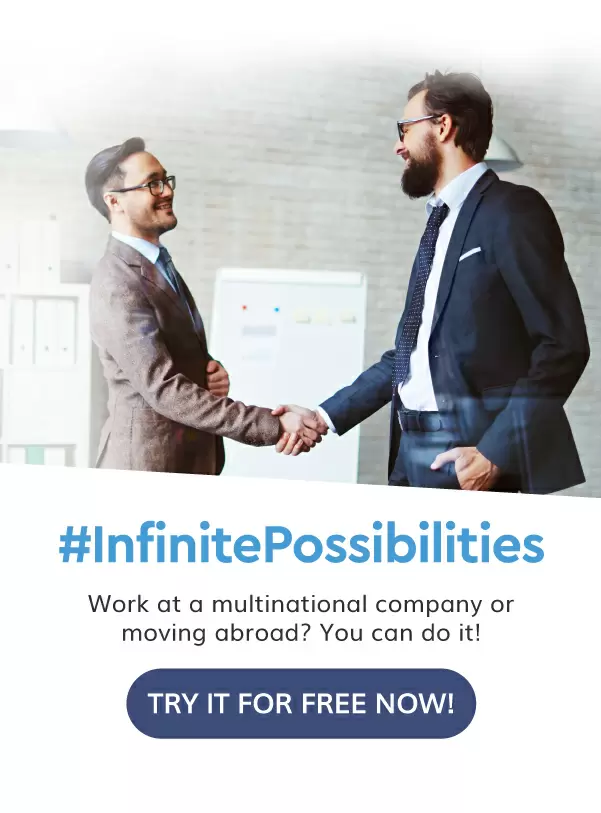 #InfinitePossibilities
Work at a multinational company or
moving abroad? You can do it!
TRY IT FOR FREE NOW!